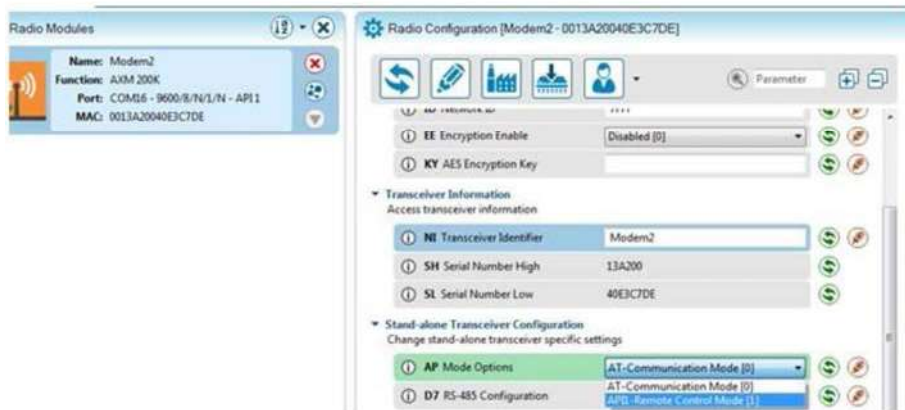 Radio Modules
Name: Modem2
Function: AXM 200K
Port: COM16 - 9600/8/N/1/N - API 1
MAC: 0013A20040E3C7DE
Radio Configuration [Modem2 - 0013A20040E3C7DE]
Parameter
ID Network ID
EE Encryption Enable Disabled [0]
KY AES Encryption Key
Transceiver Information
Access transceiver information
NI Transceiver Identifier Modem2
SH Serial Number High 13A200
SL Serial Number Low 40E3C7DE
Stand-alone Transceiver Configuration
Change stand-alone transceiver specific settings
AP Mode Options AT-Communication Mode [0]
AT-Communication Mode [0]
D7 RS-485 Configuration API1-Remote Control Mode [1]